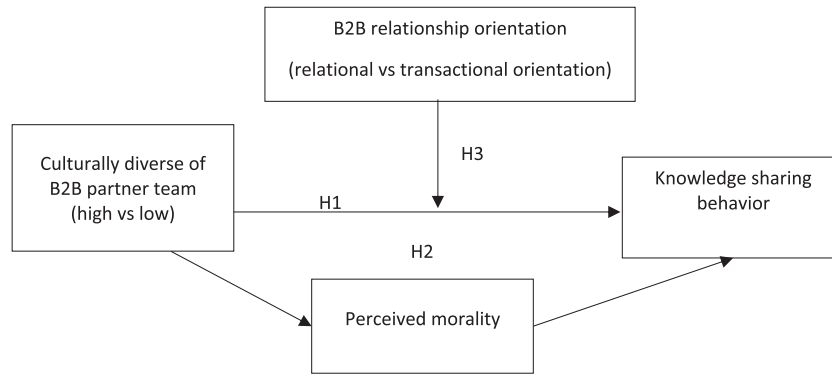 B2B relationship orientation
(relational vs transactional orientation)
H3
Culturally diverse of
B2B partner team
(high vs low)
H1
Knowledge sharing
behavior
H2
Perceived morality